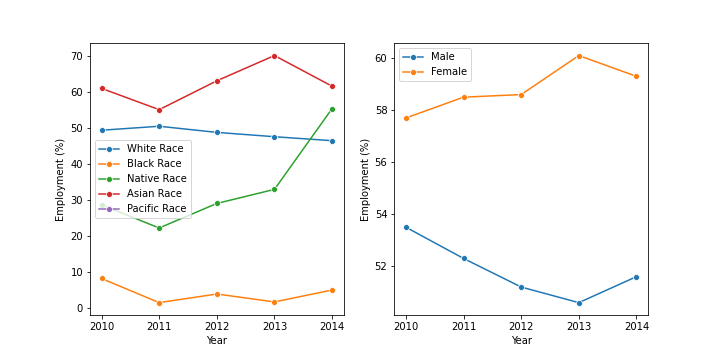 70
60
50
40
30
20
10
0
Employment (%)
White Race
Black Race
Native Race
Asian Race
Pacific Race
2010 2011 2012 2013 2014
Year
60
58
56
54
52
Employment (%)
Male
Female
2010 2011 2012 2013 2014
Year